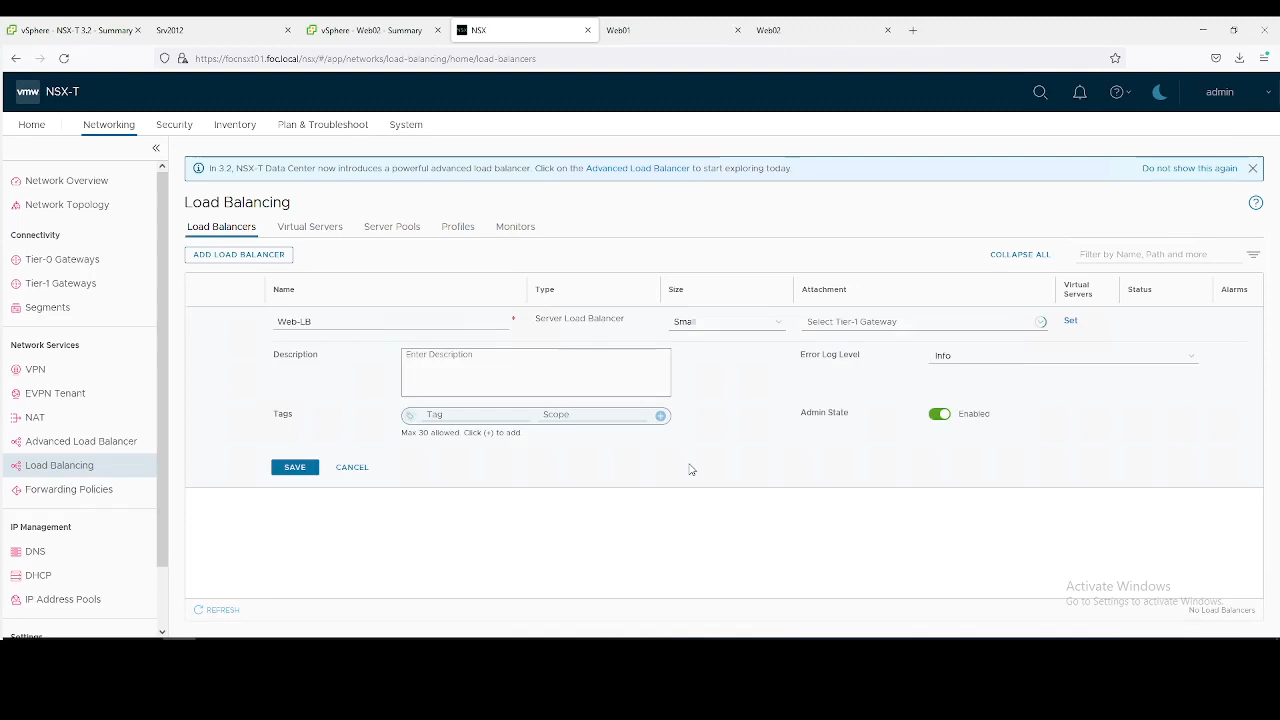 vSphere - NSX-T 3.2 - Summary
Srv2012
vSphere - Web02 - Summary
NSX
Web01
Web02
https://focnsxt01.foc.local/nsx/#/app/networks/load-balancing/home/load-balancers
vmw NSX-T
admin
Home Networking Security Inventory Plan & Troubleshoot System
Network Overview
Network Topology
Connectivity
Tier-0 Gateways
Tier-1 Gateways
Segments
Network Services
VPN
EVPN Tenant
NAT
Advanced Load Balancer
Load Balancing
Forwarding Policies
IP Management
DNS
DHCP
IP Address Pools
Settings
In 3.2, NSX-T Data Center now introduces a powerful advanced load balancer. Click on the Advanced Load Balancer to start exploring today. Do not show this again
Load Balancing
Load Balancers Virtual Servers Server Pools Profiles Monitors
ADD LOAD BALANCER COLLAPSE ALL Filter by Name, Path and more
Name Type Size Attachment Virtual Servers Status Alarms
Web-LB * Server Load Balancer Small Select Tier-1 Gateway Set
Description Enter Description Error Log Level Info
Tags Tag Scope Admin State Enabled
Max 30 allowed. Click (+) to add.
SAVE CANCEL
Activate Windows
Go to Settings to activate Windows.
REFRESH No Load Balancers